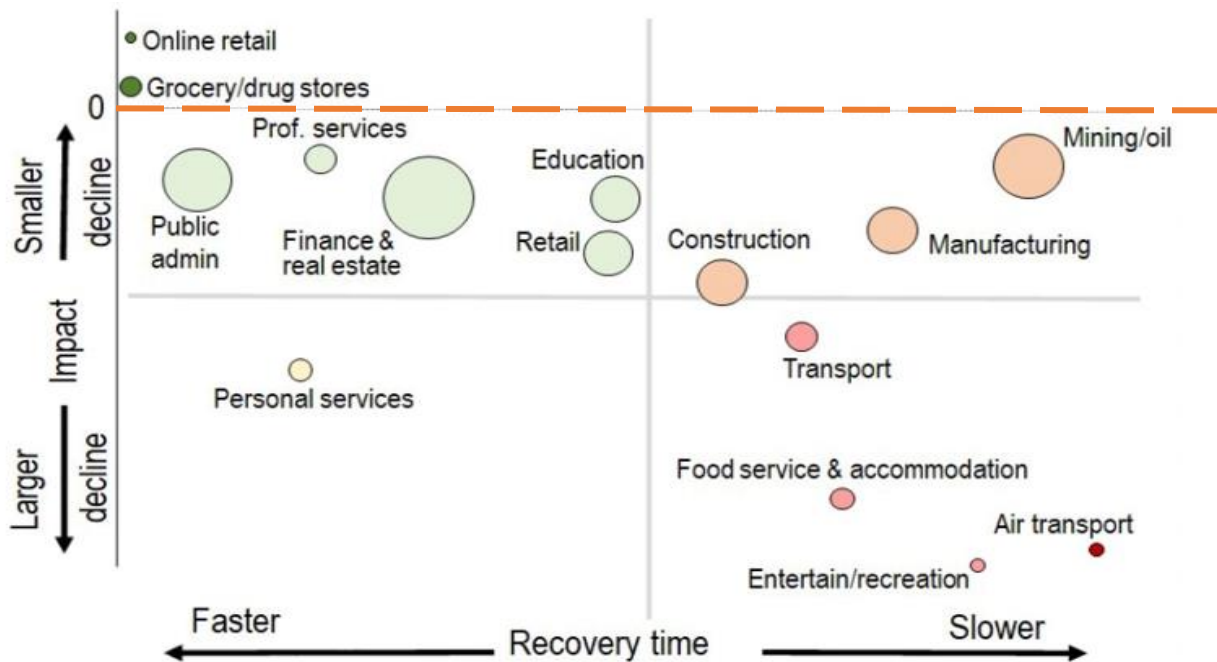 Online retail
Grocery/drug stores
0
Prof. services
Mining/oil
Education
Smaller
decline
Public
admin
Finance &
real estate
Retail
Construction
Manufacturing
Impact
Transport
Personal services
Larger
decline
Food service & accommodation
Air transport
Entertain/recreation
Faster
Recovery time
Slower